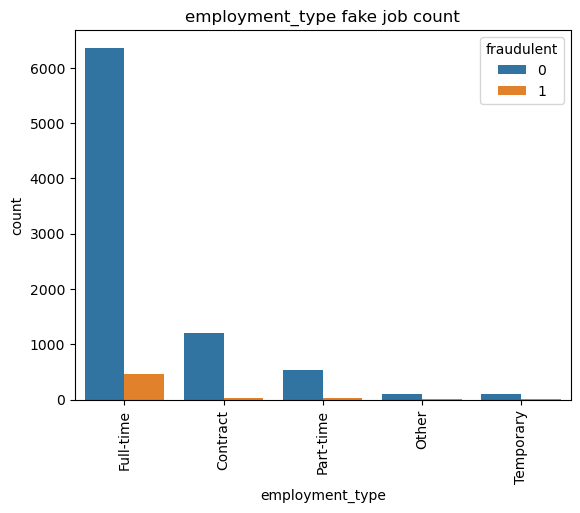 employment_type fake job count
fraudulent
0
1
6000
5000
4000
3000
2000
1000
0
count
Full-time
Contract
Part-time
Other
Temporary
employment_type